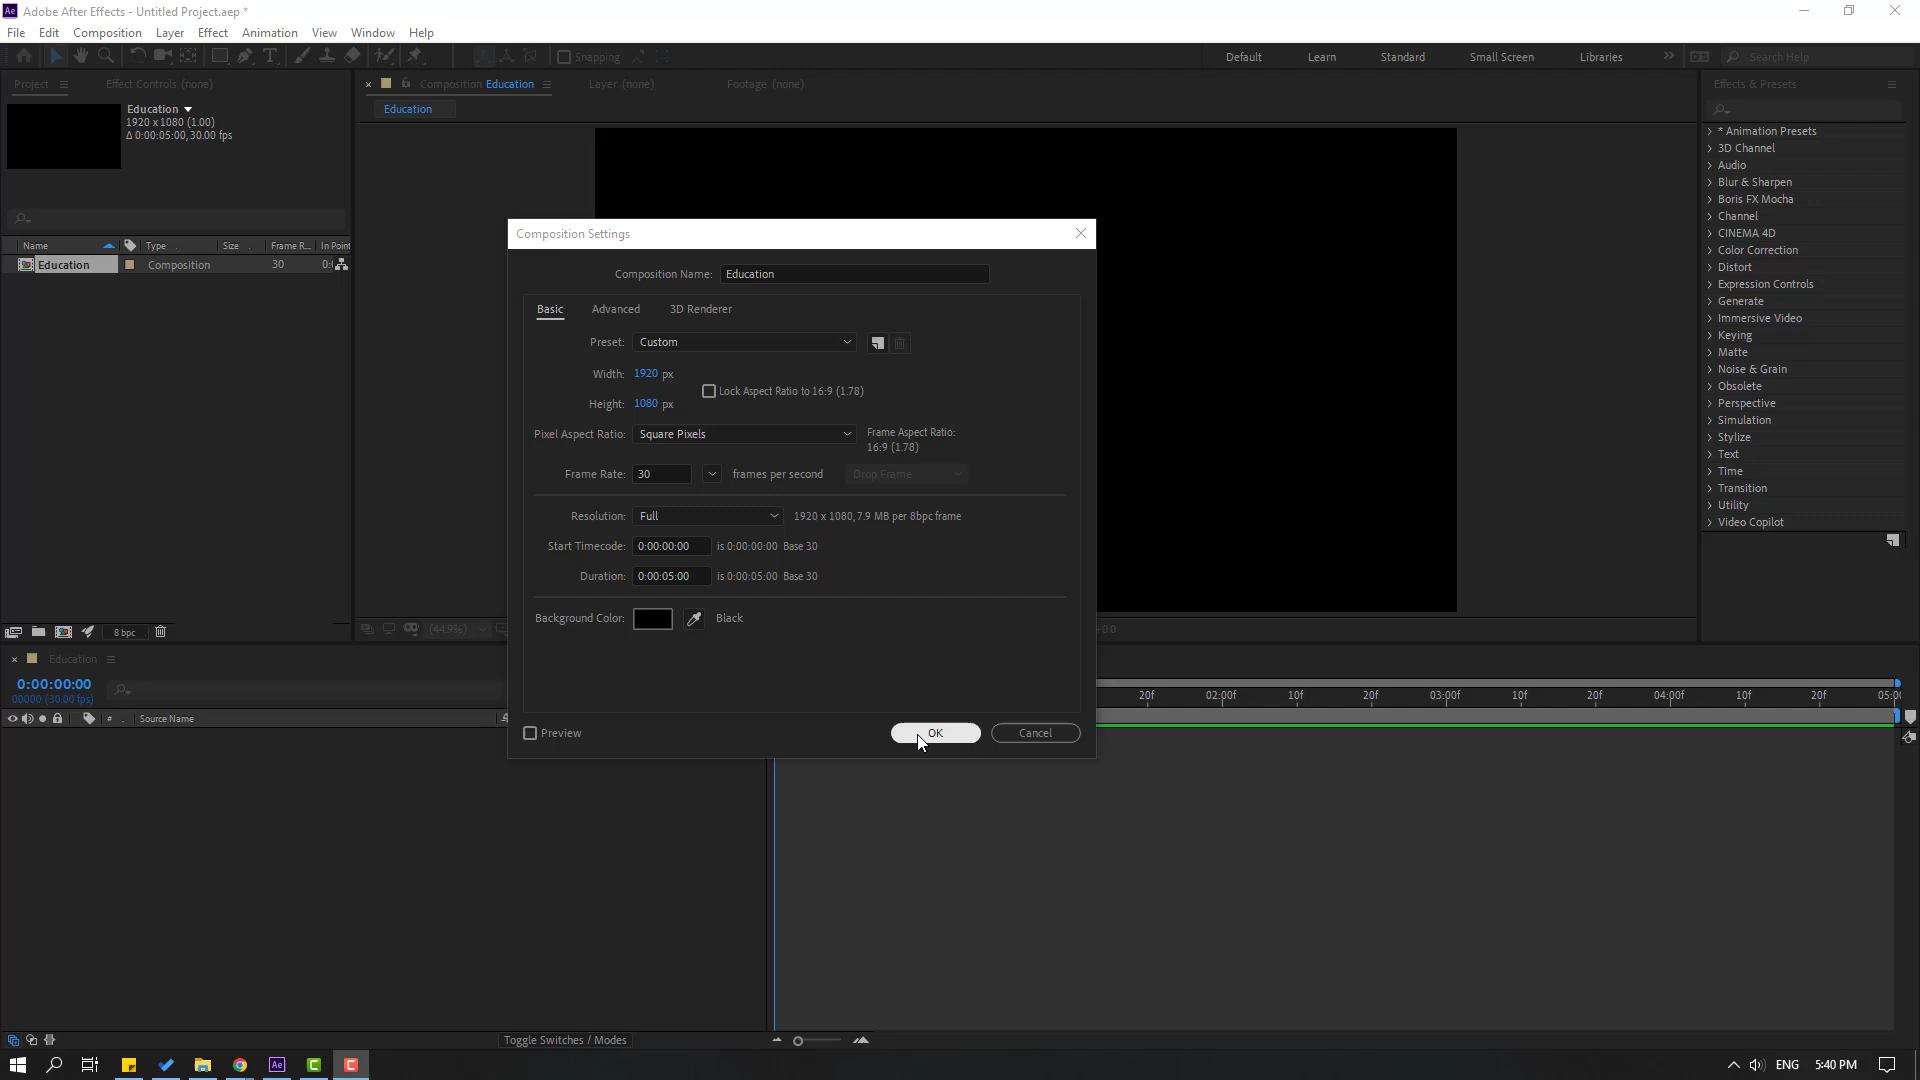 Ae Adobe After Effects - Untitled Project.aep *
File Edit Composition Layer Effect Animation View Window Help
Snapping
Default Learn Standard Small Screen Libraries
Search Help
Project
Effect Controls (none)
Composition Education
Layer (none)
Footage (none)
Effects & Presets
Education
1920 x 1080 (1.00)
Δ 0:00:05:00, 30.00 fps
Education
Name Type Size Frame R... In Point
Education Composition 30 0:(
8 bpc
Composition Settings
Composition Name: Education
Basic Advanced 3D Renderer
Preset: Custom
Width: 1920 px
Lock Aspect Ratio to 16:9 (1.78)
Height: 1080 px
Pixel Aspect Ratio: Square Pixels
Frame Aspect Ratio:
16:9 (1.78)
Frame Rate: 30 frames per second Drop Frame
Resolution: Full 1920 x 1080, 7.9 MB per 8bpc frame
Start Timecode: 0:00:00:00 is 0:00:00:00 Base 30
Duration: 0:00:05:00 is 0:00:05:00 Base 30
Background Color: Black
Preview OK Cancel
(44.9%)
+0.0
* Animation Presets
3D Channel
Audio
Blur & Sharpen
Boris FX Mocha
Channel
CINEMA 4D
Color Correction
Distort
Expression Controls
Generate
Immersive Video
Keying
Matte
Noise & Grain
Obsolete
Perspective
Simulation
Stylize
Text
Time
Transition
Utility
Video Copilot
Education
0:00:00:00
00000 (30.00 fps)
# Source Name
20f 02:00f 10f 20f 03:00f 10f 20f 04:00f 10f 20f 05:00
Toggle Switches / Modes
Ae C C
ENG 5:40 PM